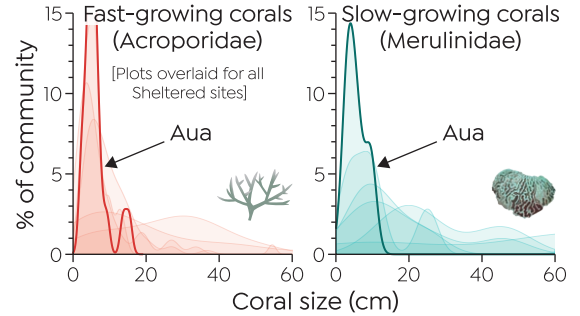 Fast-growing corals
(Acroporidae)
[Plots overlaid for all
Sheltered sites]
Aua
Slow-growing corals
(Merulinidae)
Aua
% of community
15
10
5
0
0
20
40
60
15
10
5
0
0
20
40
60
Coral size (cm)